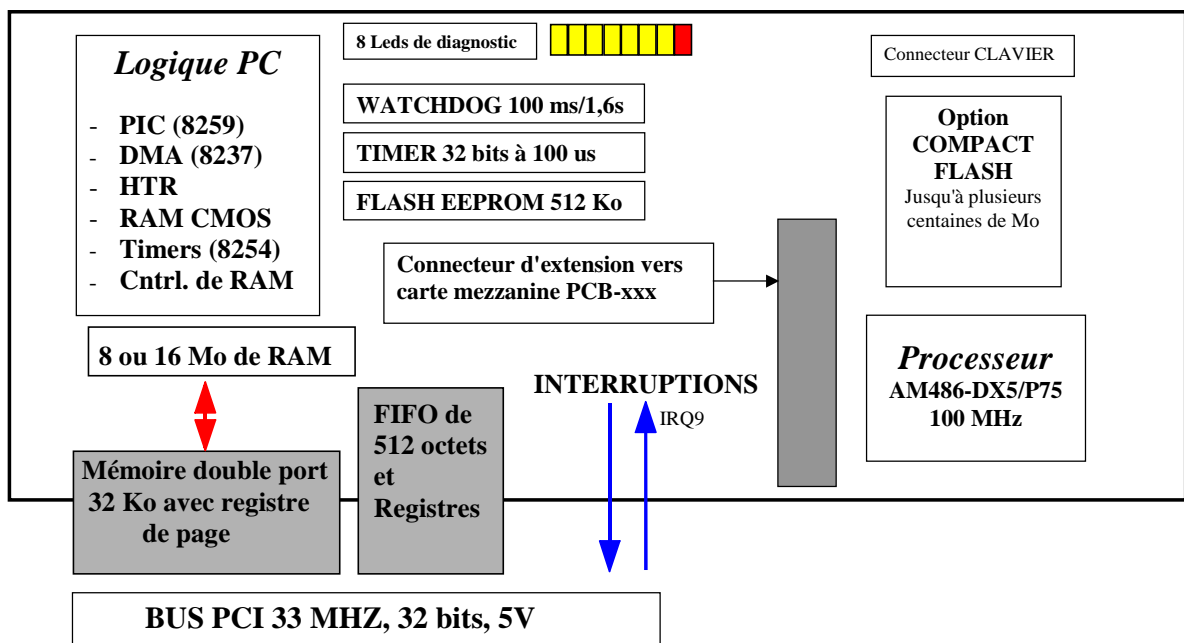 Logique PC
- PIC (8259)
- DMA (8237)
- HTR
- RAM CMOS
- Timers (8254)
- Cntrl. de RAM
8 Leds de diagnostic
WATCHDOG 100 ms/1,6s
TIMER 32 bits à 100 us
FLASH EEPROM 512 Ko
Connecteur d'extension vers
carte mezzanine PCB-xxx
Connecteur CLAVIER
Option
COMPACT
FLASH
Jusqu'à plusieurs
centaines de Mo
Processeur
AM486-DX5/P75
100 MHz
8 ou 16 Mo de RAM
Mémoire double port
32 Ko avec registre
de page
FIFO de
512 octets
et
Registres
INTERRUPTIONS
IRQ9
BUS PCI 33 MHZ, 32 bits, 5V